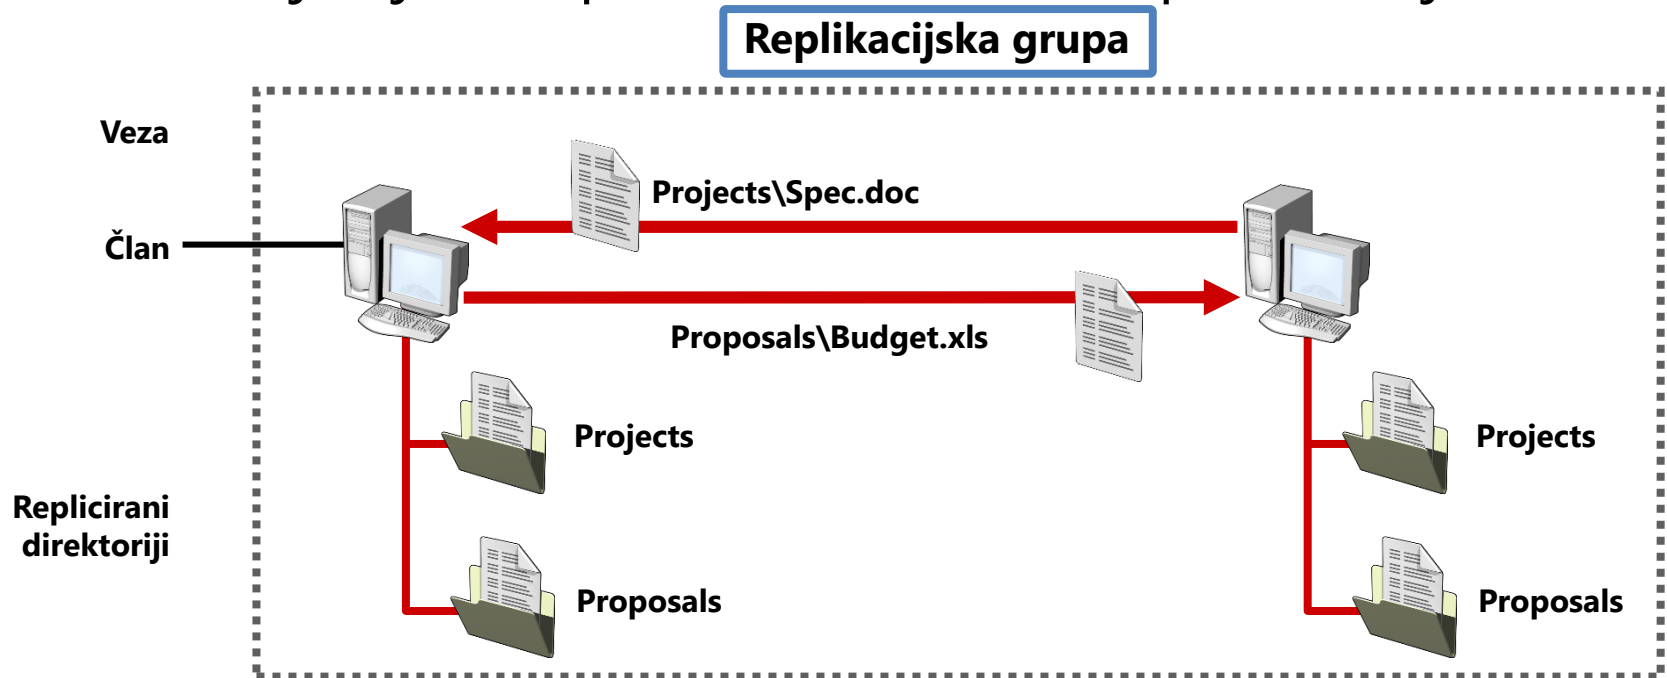 Replikacijska grupa
Veza
Projects\Spec.doc
Član
Proposals\Budget.xls
Projects
Projects
Replicirani
direktoriji
Proposals
Proposals